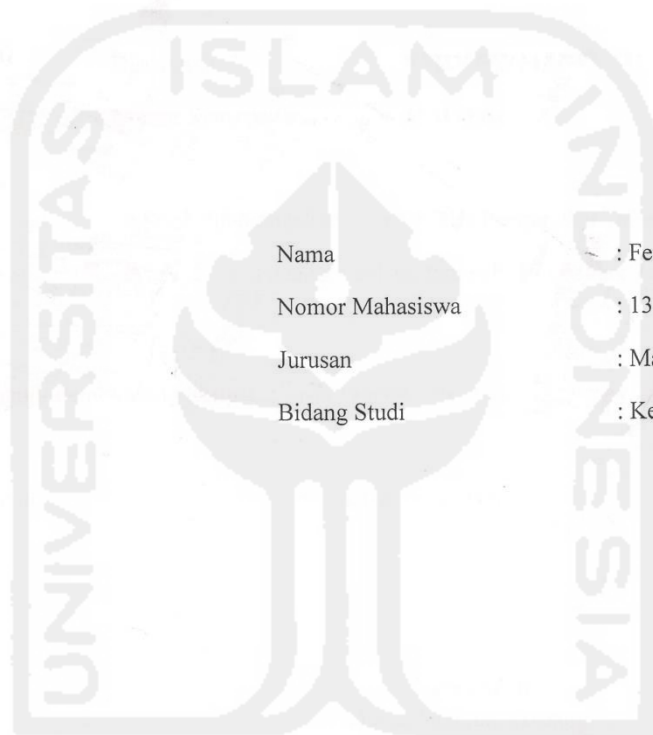 ISLAM
UNIVERSITAS
INDONESIA
Nama : Fe
Nomor Mahasiswa : 13
Jurusan : Ma
Bidang Studi : Ke